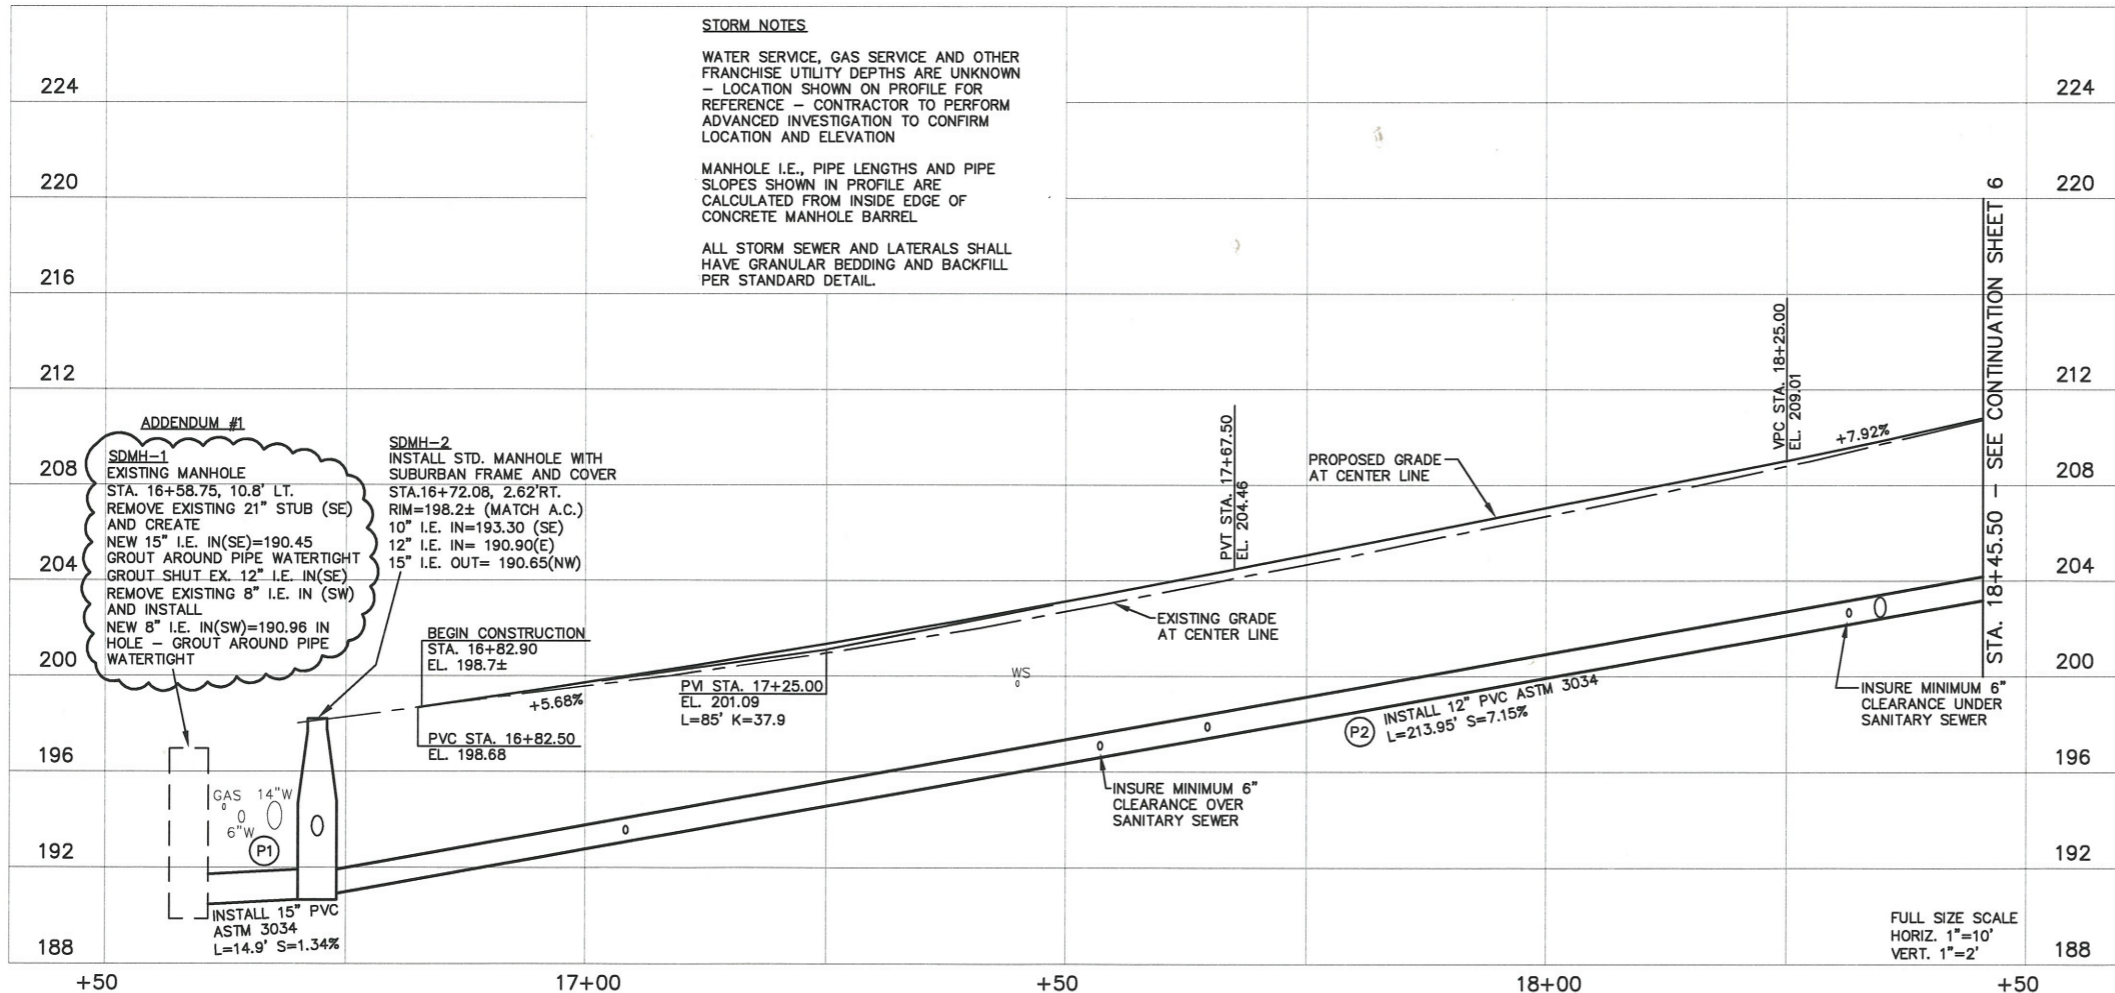 STORM NOTES
WATER SERVICE, GAS SERVICE AND OTHER
FRANCHISE UTILITY DEPTHS ARE UNKNOWN
– LOCATION SHOWN ON PROFILE FOR
REFERENCE – CONTRACTOR TO PERFORM
ADVANCED INVESTIGATION TO CONFIRM
LOCATION AND ELEVATION
MANHOLE I.E., PIPE LENGTHS AND PIPE
SLOPES SHOWN IN PROFILE ARE
CALCULATED FROM INSIDE EDGE OF
CONCRETE MANHOLE BARREL
ALL STORM SEWER AND LATERALS SHALL
HAVE GRANULAR BEDDING AND BACKFILL
PER STANDARD DETAIL.
224
220
216
212
208
204
200
196
192
188
ADDENDUM #1
SDMH–1
EXISTING MANHOLE
STA. 16+58.75, 10.8' LT.
REMOVE EXISTING 21" STUB (SE)
AND CREATE
NEW 15" I.E. IN(SE)=190.45
GROUT AROUND PIPE WATERTIGHT
GROUT SHUT EX. 12" I.E. IN(SE)
REMOVE EXISTING 8" I.E. IN (SW)
AND INSTALL
NEW 8" I.E. IN(SW)=190.96 IN
HOLE – GROUT AROUND PIPE
WATERTIGHT
SDMH–2
INSTALL STD. MANHOLE WITH
SUBURBAN FRAME AND COVER
STA.16+72.08, 2.62'RT.
RIM=198.2± (MATCH A.C.)
10" I.E. IN=193.30 (SE)
12" I.E. IN= 190.90(E)
15" I.E. OUT= 190.65(NW)
BEGIN CONSTRUCTION
STA. 16+82.90
EL. 198.7±
+5.68%
PVC STA. 16+82.50
EL. 198.68
PVI STA. 17+25.00
EL. 201.09
L=85' K=37.9
WS
PVT STA. 17+67.50
EL. 204.46
EXISTING GRADE
AT CENTER LINE
PROPOSED GRADE
AT CENTER LINE
VPC STA. 18+25.00
EL. 209.01
+7.92%
STA. 18+45.50 – SEE CONTINUATION SHEET 6
GAS
14"W
6"W
P1
INSTALL 15" PVC
ASTM 3034
L=14.9' S=1.34%
INSURE MINIMUM 6"
CLEARANCE OVER
SANITARY SEWER
P2
INSTALL 12" PVC ASTM 3034
L=213.95' S=7.15%
INSURE MINIMUM 6"
CLEARANCE UNDER
SANITARY SEWER
FULL SIZE SCALE
HORIZ. 1"=10'
VERT. 1"=2'
224
220
216
212
208
204
200
196
192
188
+50
17+00
+50
18+00
+50